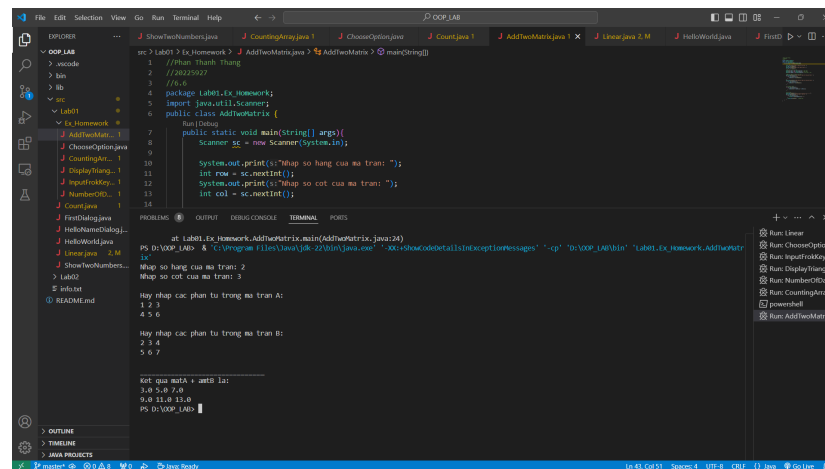 File Edit Selection View Go Run Terminal Help
OOP_LAB
EXPLORER
OOP_LAB
.vscode
bin
lib
src
Lab01
Ex_Homework
AddTwoMatr... 1
ChooseOption.java
CountingArr... 1
DisplayTriang... 1
InputFrokKey... 1
NumberOfD... 1
Count.java 1
FirstDialog.java
HelloNameDialog.j...
HelloWorld.java
Linear.java 2, M
ShowTwoNumbers...
Lab02
info.txt
README.md
OUTLINE
TIMELINE
JAVA PROJECTS
ShowTwoNumbers.java CountingArray.java 1 ChooseOption.java Count.java 1 AddTwoMatrix.java 1 Linear.java 2, M HelloWorld.java FirstD
src > Lab01 > Ex_Homework > AddTwoMatrix.java > AddTwoMatrix > main(String[])
1 //Phan Thanh Thang
2 //20225927
3 //6.6
4 package Lab01.Ex_Homework;
5 import java.util.Scanner;
6 public class AddTwoMatrix {
Run | Debug
7 public static void main(String[] args){
8 Scanner sc = new Scanner(System.in);
9
10 System.out.print(s:"Nhap so hang cua ma tran: ");
11 int row = sc.nextInt();
12 System.out.print(s:"Nhap so cot cua ma tran: ");
13 int col = sc.nextInt();
14
PROBLEMS 8 OUTPUT DEBUG CONSOLE TERMINAL PORTS
at Lab01.Ex_Homework.AddTwoMatrix.main(AddTwoMatrix.java:24)
PS D:\OOP_LAB> & 'C:\Program Files\Java\jdk-22\bin\java.exe' '-XX:+ShowCodeDetailsInExceptionMessages' '-cp' 'D:\OOP_LAB\bin' 'Lab01.Ex_Homework.AddTwoMatr
ix'
Nhap so hang cua ma tran: 2
Nhap so cot cua ma tran: 3
Hay nhap cac phan tu trong ma tran A:
1 2 3
4 5 6
Hay nhap cac phan tu trong ma tran B:
2 3 4
5 6 7
Ket qua matA + amtB la:
3.0 5.0 7.0
9.0 11.0 13.0
PS D:\OOP_LAB>
Run: Linear
Run: ChooseOptio
Run: InputFrokKey
Run: DisplayTriang
Run: NumberOfDa
Run: CountingArra
powershell
Run: AddTwoMatr
master* 0 8 0 Java: Ready Ln 43, Col 51 Spaces: 4 UTF-8 CRLF {} Java Go Live